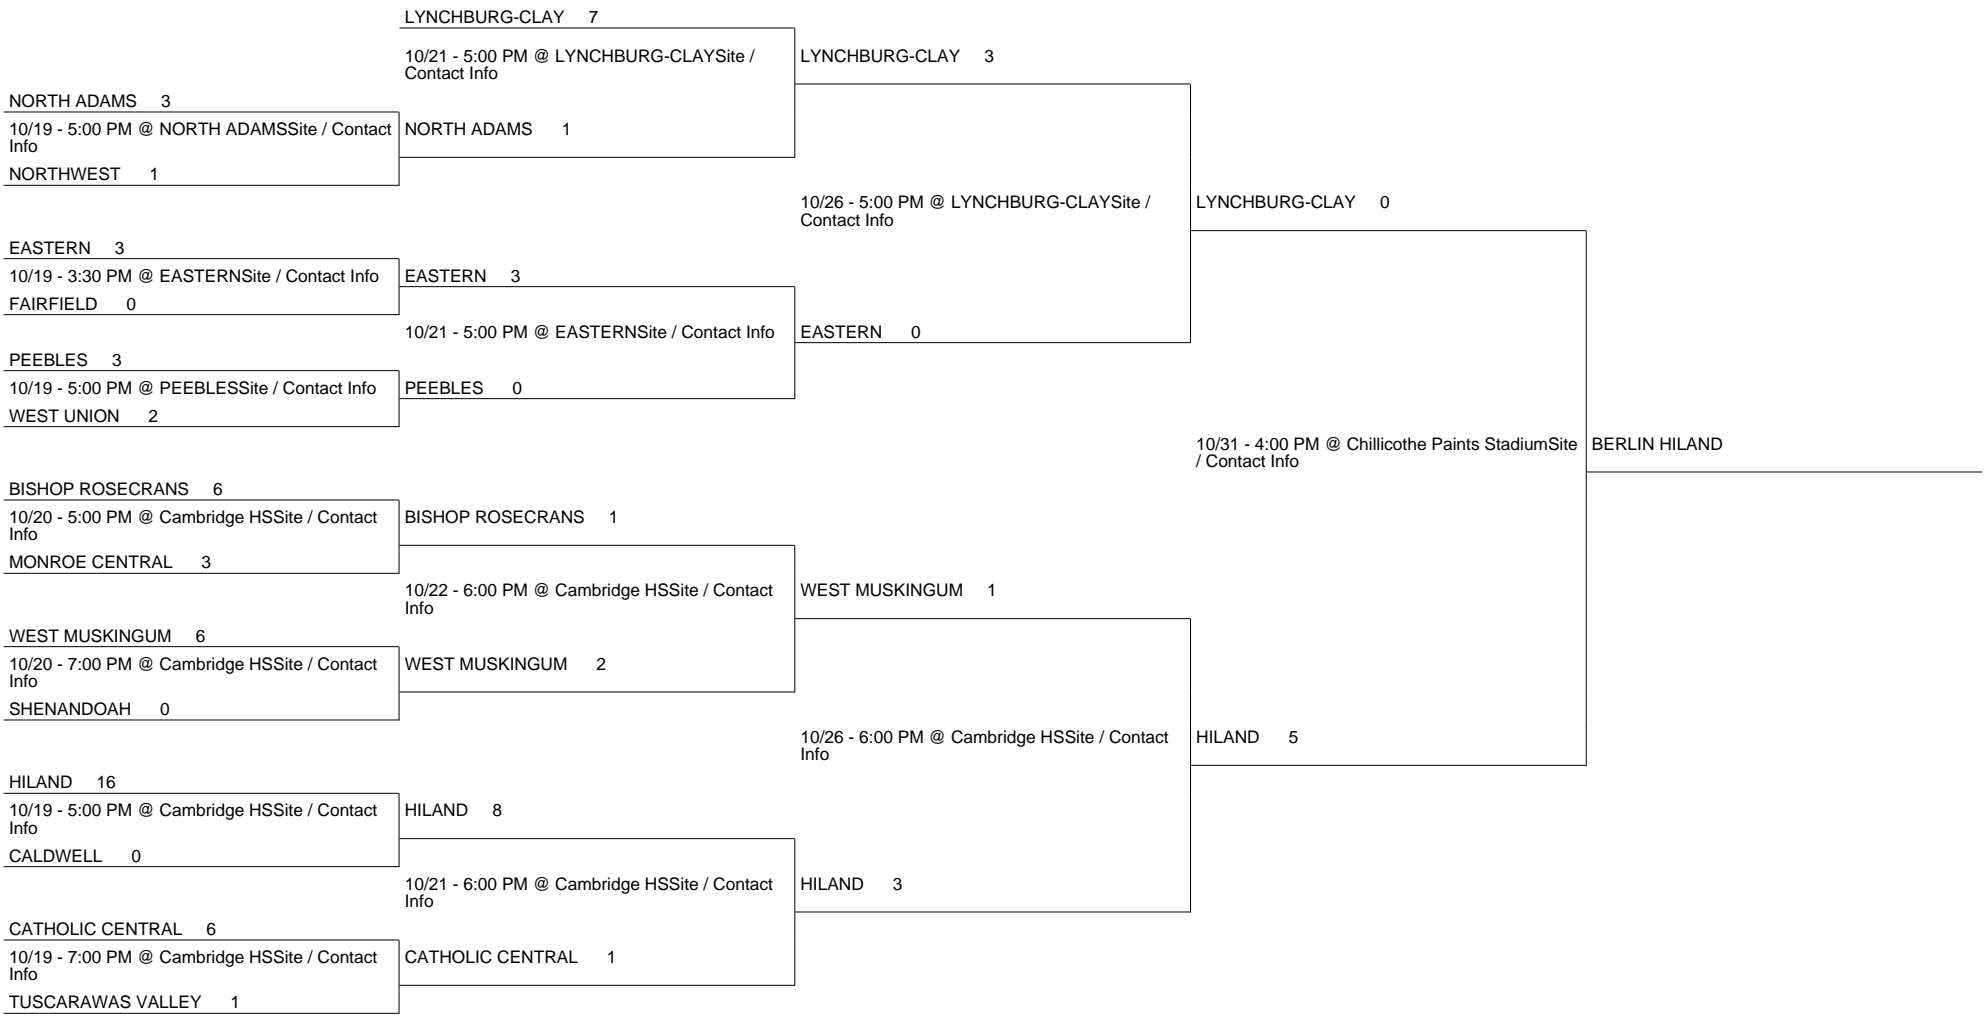 LYNCHBURG-CLAY 7
10/21 - 5:00 PM @ LYNCHBURG-CLAYSite /
Contact Info
LYNCHBURG-CLAY 3
NORTH ADAMS 3
10/19 - 5:00 PM @ NORTH ADAMSSite / Contact
Info
NORTH ADAMS 1
NORTHWEST 1
10/26 - 5:00 PM @ LYNCHBURG-CLAYSite /
Contact Info
LYNCHBURG-CLAY 0
EASTERN 3
10/19 - 3:30 PM @ EASTERNSite / Contact Info
EASTERN 3
FAIRFIELD 0
10/21 - 5:00 PM @ EASTERNSite / Contact Info
EASTERN 0
PEEBLES 3
10/19 - 5:00 PM @ PEEBLESSite / Contact Info
PEEBLES 0
WEST UNION 2
10/31 - 4:00 PM @ Chillicothe Paints StadiumSite
/ Contact Info
BERLIN HILAND
BISHOP ROSECRANS 6
10/20 - 5:00 PM @ Cambridge HSSite / Contact
Info
BISHOP ROSECRANS 1
MONROE CENTRAL 3
10/22 - 6:00 PM @ Cambridge HSSite / Contact
Info
WEST MUSKINGUM 1
WEST MUSKINGUM 6
10/20 - 7:00 PM @ Cambridge HSSite / Contact
Info
WEST MUSKINGUM 2
SHENANDOAH 0
10/26 - 6:00 PM @ Cambridge HSSite / Contact
Info
HILAND 5
HILAND 16
10/19 - 5:00 PM @ Cambridge HSSite / Contact
Info
HILAND 8
CALDWELL 0
10/21 - 6:00 PM @ Cambridge HSSite / Contact
Info
HILAND 3
CATHOLIC CENTRAL 6
10/19 - 7:00 PM @ Cambridge HSSite / Contact
Info
CATHOLIC CENTRAL 1
TUSCARAWAS VALLEY 1